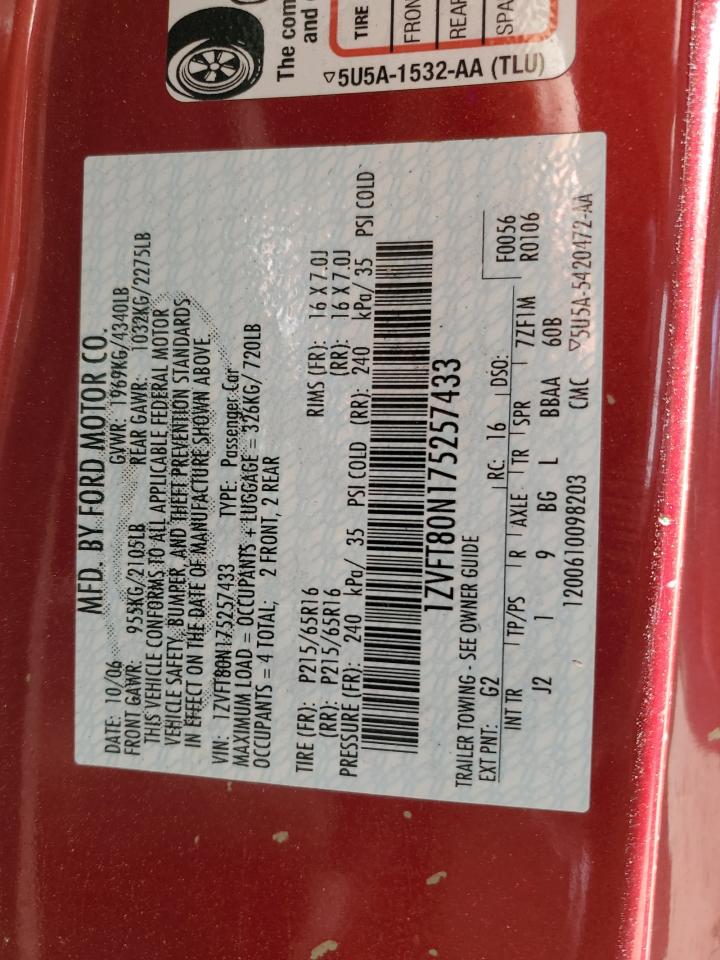 The com
and c
TIRE
FRON
REAR
SPA
▽5U5A-1532-AA (TLU)
MFD. BY FORD MOTOR CO.
DATE: 10/06 GVWR: 1969KG/4340LB
FRONT GAWR: 955KG/2105LB REAR GAWR: 1032KG/2275LB
THIS VEHICLE CONFORMS TO ALL APPLICABLE FEDERAL MOTOR
VEHICLE SAFETY, BUMPER, AND THEFT PREVENTION STANDARDS
IN EFFECT ON THE DATE OF MANUFACTURE SHOWN ABOVE.
VIN: 1ZVFT80N175257433 TYPE: Passenger Car
MAXIMUM LOAD = OCCUPANTS + LUGGAGE = 326KG/ 720LB
OCCUPANTS = 4 TOTAL; 2 FRONT, 2 REAR
TIRE (FR): P215/65R16 RIMS (FR): 16 X 7.0J
(RR): P215/65R16 (RR): 16 X 7.0J
PRESSURE (FR): 240 kPa/ 35 PSI COLD (RR): 240 kPa/ 35 PSI COLD
1ZVFT80N175257433
TRAILER TOWING - SEE OWNER GUIDE F0056
EXT PNT: G2 RC: 16 DSO: R0106
INT TR TP/PS R AXLE TR SPR 7ZF1M
J2 1 9 BG L BBAA 60B
1200610098203 CMC ▽5U5A-5420472-AA